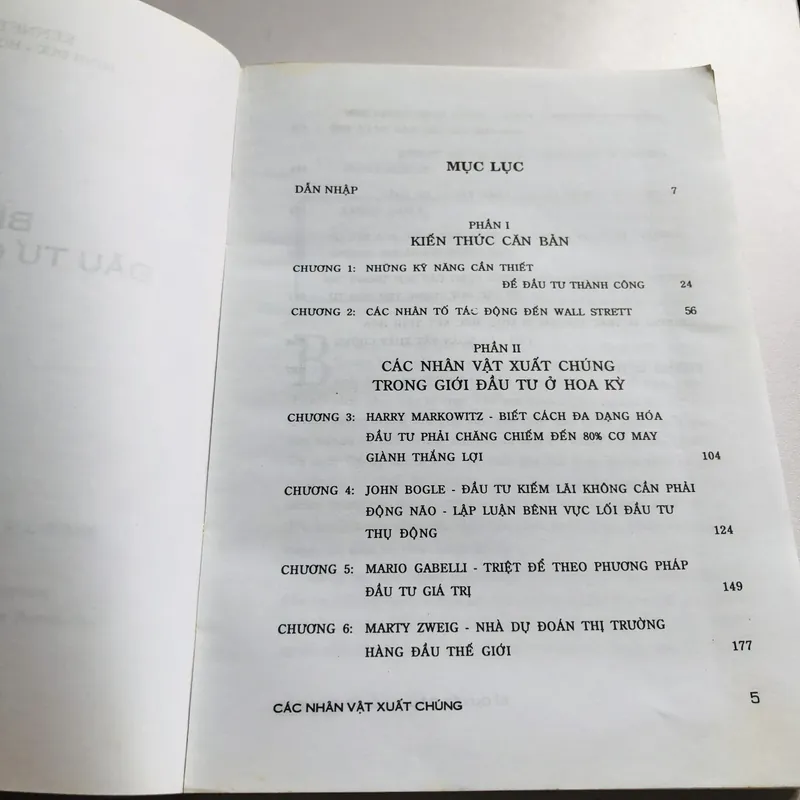 MỤC LỤC
DẪN NHẬP 7
PHẦN I
KIẾN THỨC CĂN BẢN
CHƯƠNG 1: NHỮNG KỸ NĂNG CẦN THIẾT
ĐỂ ĐẦU TƯ THÀNH CÔNG 24
CHƯƠNG 2: CÁC NHÂN TỐ TÁC ĐỘNG ĐẾN WALL STRETT 56
PHẦN II
CÁC NHÂN VẬT XUẤT CHÚNG
TRONG GIỚI ĐẦU TƯ Ở HOA KỲ
CHƯƠNG 3: HARRY MARKOWITZ - BIẾT CÁCH ĐA DẠNG HÓA
ĐẦU TƯ PHẢI CHĂNG CHIẾM ĐẾN 80% CƠ MAY
GIÀNH THẮNG LỢI 104
CHƯƠNG 4: JOHN BOGLE - ĐẦU TƯ KIẾM LÃI KHÔNG CẦN PHẢI
ĐỘNG NÃO - LẬP LUẬN BÊNH VỰC LỐI ĐẦU TƯ
THỤ ĐỘNG 124
CHƯƠNG 5: MARIO GABELLI - TRIỆT ĐỂ THEO PHƯƠNG PHÁP
ĐẦU TƯ GIÁ TRỊ 149
CHƯƠNG 6: MARTY ZWEIG - NHÀ DỰ ĐOÁN THỊ TRƯỜNG
HÀNG ĐẦU THẾ GIỚI 177
CÁC NHÂN VẬT XUẤT CHÚNG 5